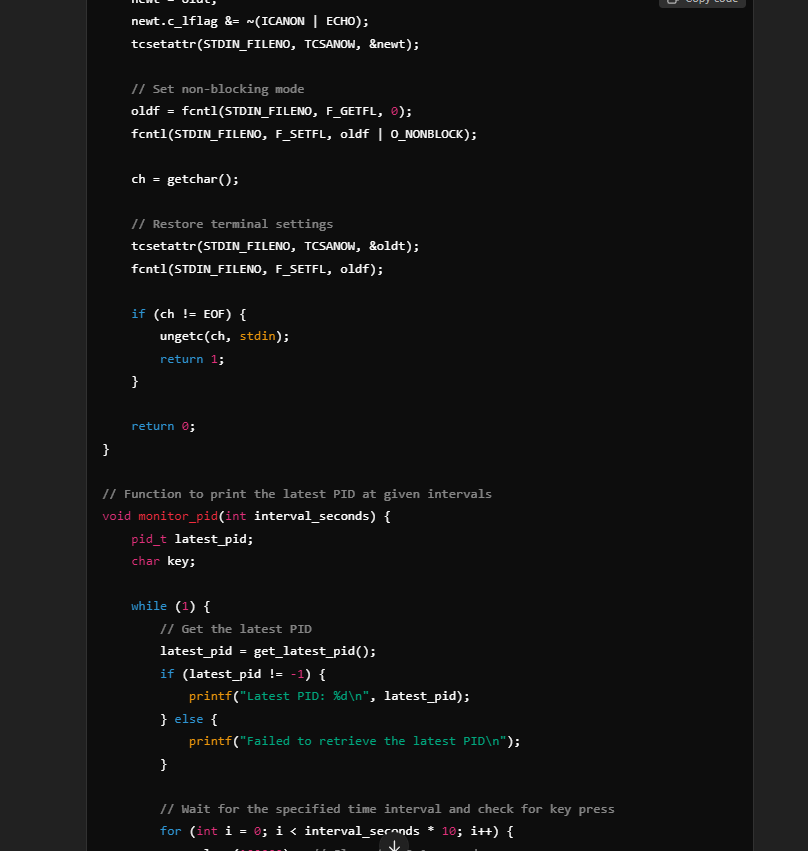 newt = oldt;
Copy code
newt.c_lflag &= ~(ICANON | ECHO);
tcsetattr(STDIN_FILENO, TCSANOW, &newt);
// Set non-blocking mode
oldf = fcntl(STDIN_FILENO, F_GETFL, 0);
fcntl(STDIN_FILENO, F_SETFL, oldf | O_NONBLOCK);
ch = getchar();
// Restore terminal settings
tcsetattr(STDIN_FILENO, TCSANOW, &oldt);
fcntl(STDIN_FILENO, F_SETFL, oldf);
if (ch != EOF) {
ungetc(ch, stdin);
return 1;
}
return 0;
}
// Function to print the latest PID at given intervals
void monitor_pid(int interval_seconds) {
pid_t latest_pid;
char key;
while (1) {
// Get the latest PID
latest_pid = get_latest_pid();
if (latest_pid != -1) {
printf("Latest PID: %d\n", latest_pid);
} else {
printf("Failed to retrieve the latest PID\n");
}
// Wait for the specified time interval and check for key press
for (int i = 0; i < interval_seconds * 10; i++) {